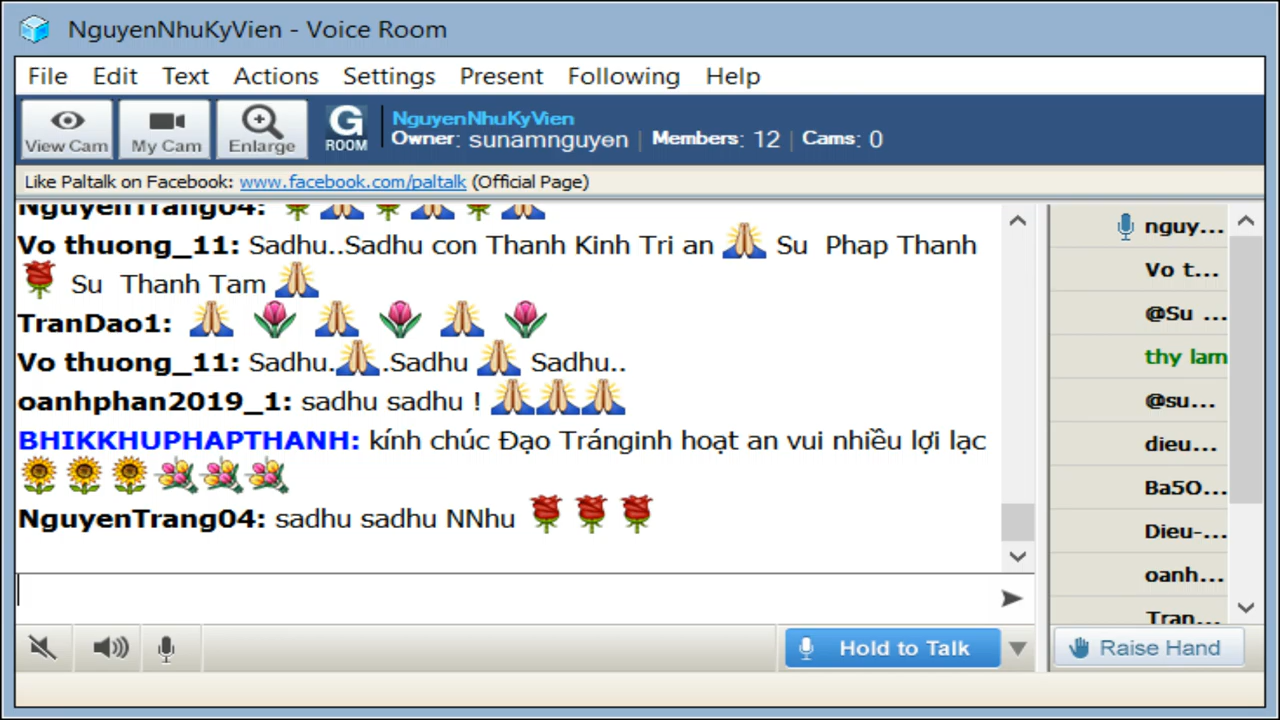 NguyenNhuKyVien - Voice Room
File Edit Text Actions Settings Present Following Help
View Cam My Cam Enlarge G ROOM
NguyenNhuKyVien
Owner: sunamnguyen | Members: 12 | Cams: 0
Like Paltalk on Facebook: www.facebook.com/paltalk (Official Page)
NguyenTrang04:
Vo thuong_11: Sadhu..Sadhu con Thanh Kinh Tri an 🙏 Su Phap Thanh
🌹 Su Thanh Tam 🙏
TranDao1: 🙏 🌷 🙏 🌷 🙏 🌷
Vo thuong_11: Sadhu.🙏.Sadhu 🙏 Sadhu..
oanhphan2019_1: sadhu sadhu ! 🙏🙏🙏
BHIKKHUPHAPTHANH: kính chúc Đạo Tránginh hoạt an vui nhiều lợi lạc
🌻🌻🌻💐💐💐
NguyenTrang04: sadhu sadhu NNhu 🌹🌹🌹
Hold to Talk
nguy...
Vo t...
@Su ...
thy lam
@su...
dieu...
Ba5O...
Dieu-...
oanh...
Tran...
Raise Hand